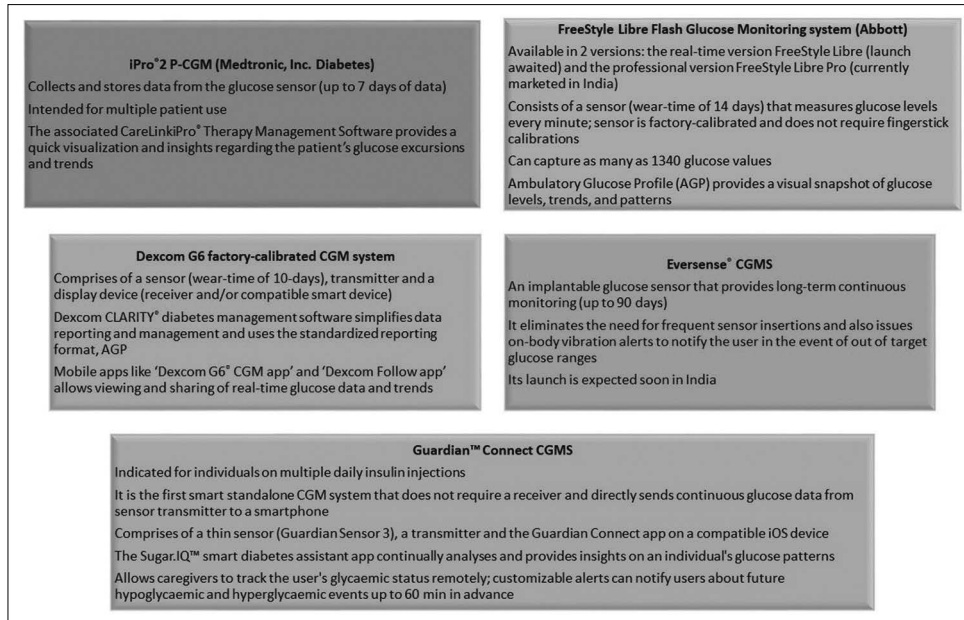 iPro®2 P-CGM (Medtronic, Inc. Diabetes)
Collects and stores data from the glucose sensor (up to 7 days of data)
Intended for multiple patient use
The associated CareLinkiPro® Therapy Management Software provides a
quick visualization and insights regarding the patient's glucose excursions
and trends
FreeStyle Libre Flash Glucose Monitoring system (Abbott)
Available in 2 versions: the real-time version FreeStyle Libre (launch
awaited) and the professional version FreeStyle Libre Pro (currently
marketed in India)
Consists of a sensor (wear-time of 14 days) that measures glucose levels
every minute; sensor is factory-calibrated and does not require fingerstick
calibrations
Can capture as many as 1340 glucose values
Ambulatory Glucose Profile (AGP) provides a visual snapshot of glucose
levels, trends, and patterns
Dexcom G6 factory-calibrated CGM system
Comprises of a sensor (wear-time of 10-days), transmitter and a
display device (receiver and/or compatible smart device)
Dexcom CLARITY® diabetes management software simplifies data
reporting and management and uses the standardized reporting
format, AGP
Mobile apps like 'Dexcom G6® CGM app' and 'Dexcom Follow app'
allows viewing and sharing of real-time glucose data and trends
Eversense® CGMS
An implantable glucose sensor that provides long-term continuous
monitoring (up to 90 days)
It eliminates the need for frequent sensor insertions and also issues
on-body vibration alerts to notify the user in the event of out of target
glucose ranges
Its launch is expected soon in India
Guardian™ Connect CGMS
Indicated for individuals on multiple daily insulin injections
It is the first smart standalone CGM system that does not require a receiver and directly sends continuous glucose data from
sensor transmitter to a smartphone
Comprises of a thin sensor (Guardian Sensor 3), a transmitter and the Guardian Connect app on a compatible iOS device
The Sugar.IQ™ smart diabetes assistant app continually analyses and provides insights on an individual's glucose patterns
Allows caregivers to track the user's glycaemic status remotely; customizable alerts can notify users about future
hypoglycaemic and hyperglycaemic events up to 60 min in advance